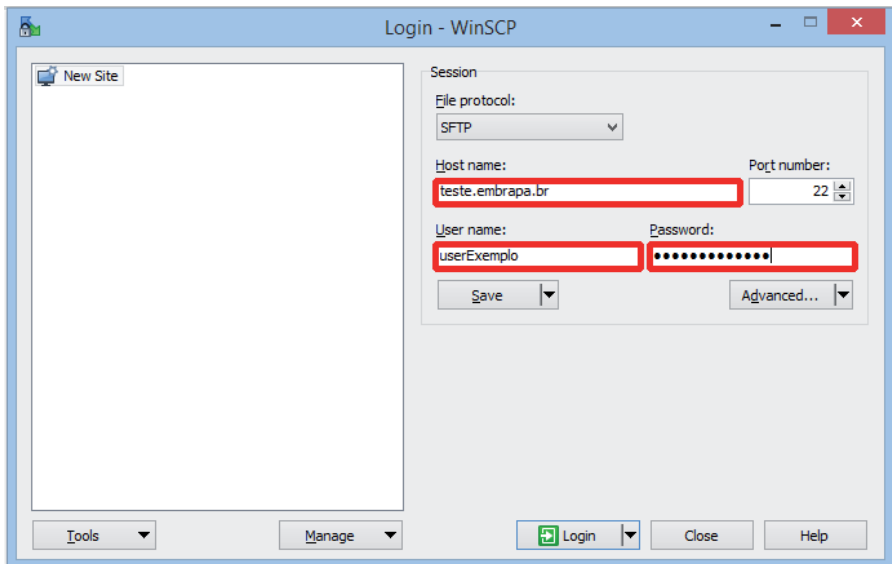 Login - WinSCP
New Site
Session
File protocol:
SFTP
Host name:
Port number:
teste.embrapa.br
22
User name:
Password:
userExemplo
•••••••••••••
Save
Advanced...
Tools
Manage
Login
Close
Help